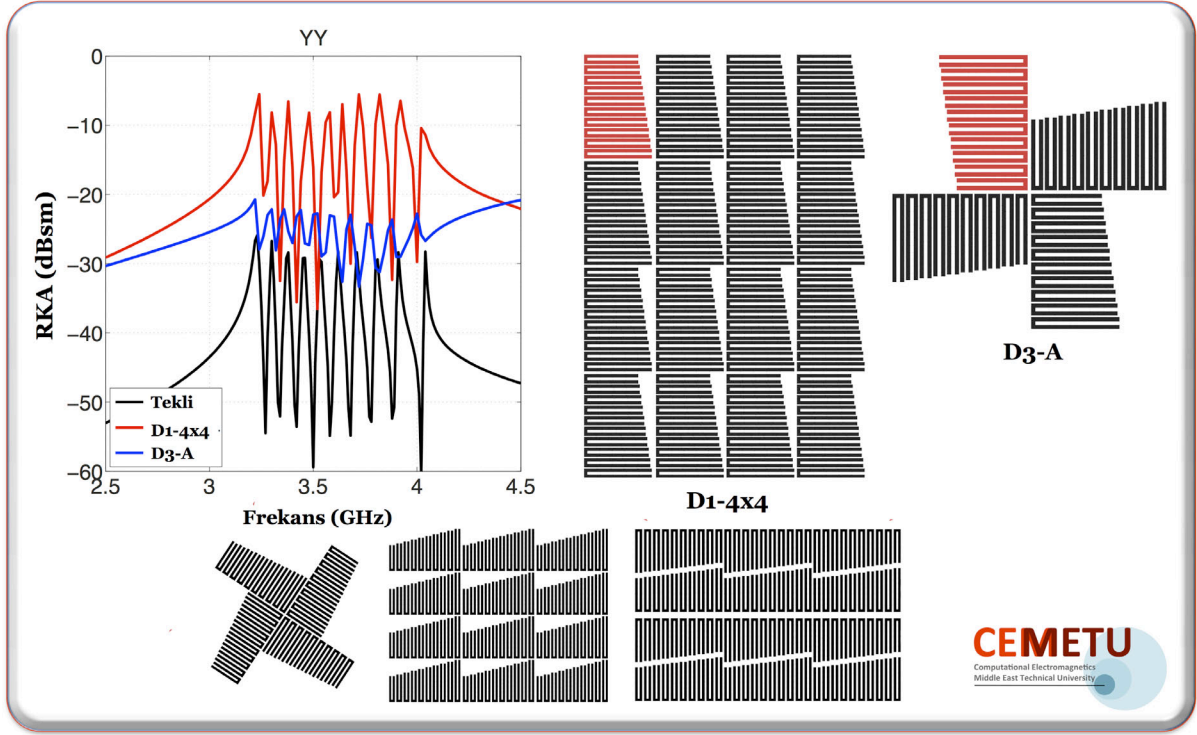 YY
0
−10
−20
−30
−40
−50
−60
RKA (dBsm)
Tekli
D1-4x4
D3-A
2.5 3 3.5 4 4.5
Frekans (GHz)
D1-4x4
D3-A
CEMETU
Computational Electromagnetics
Middle East Technical University